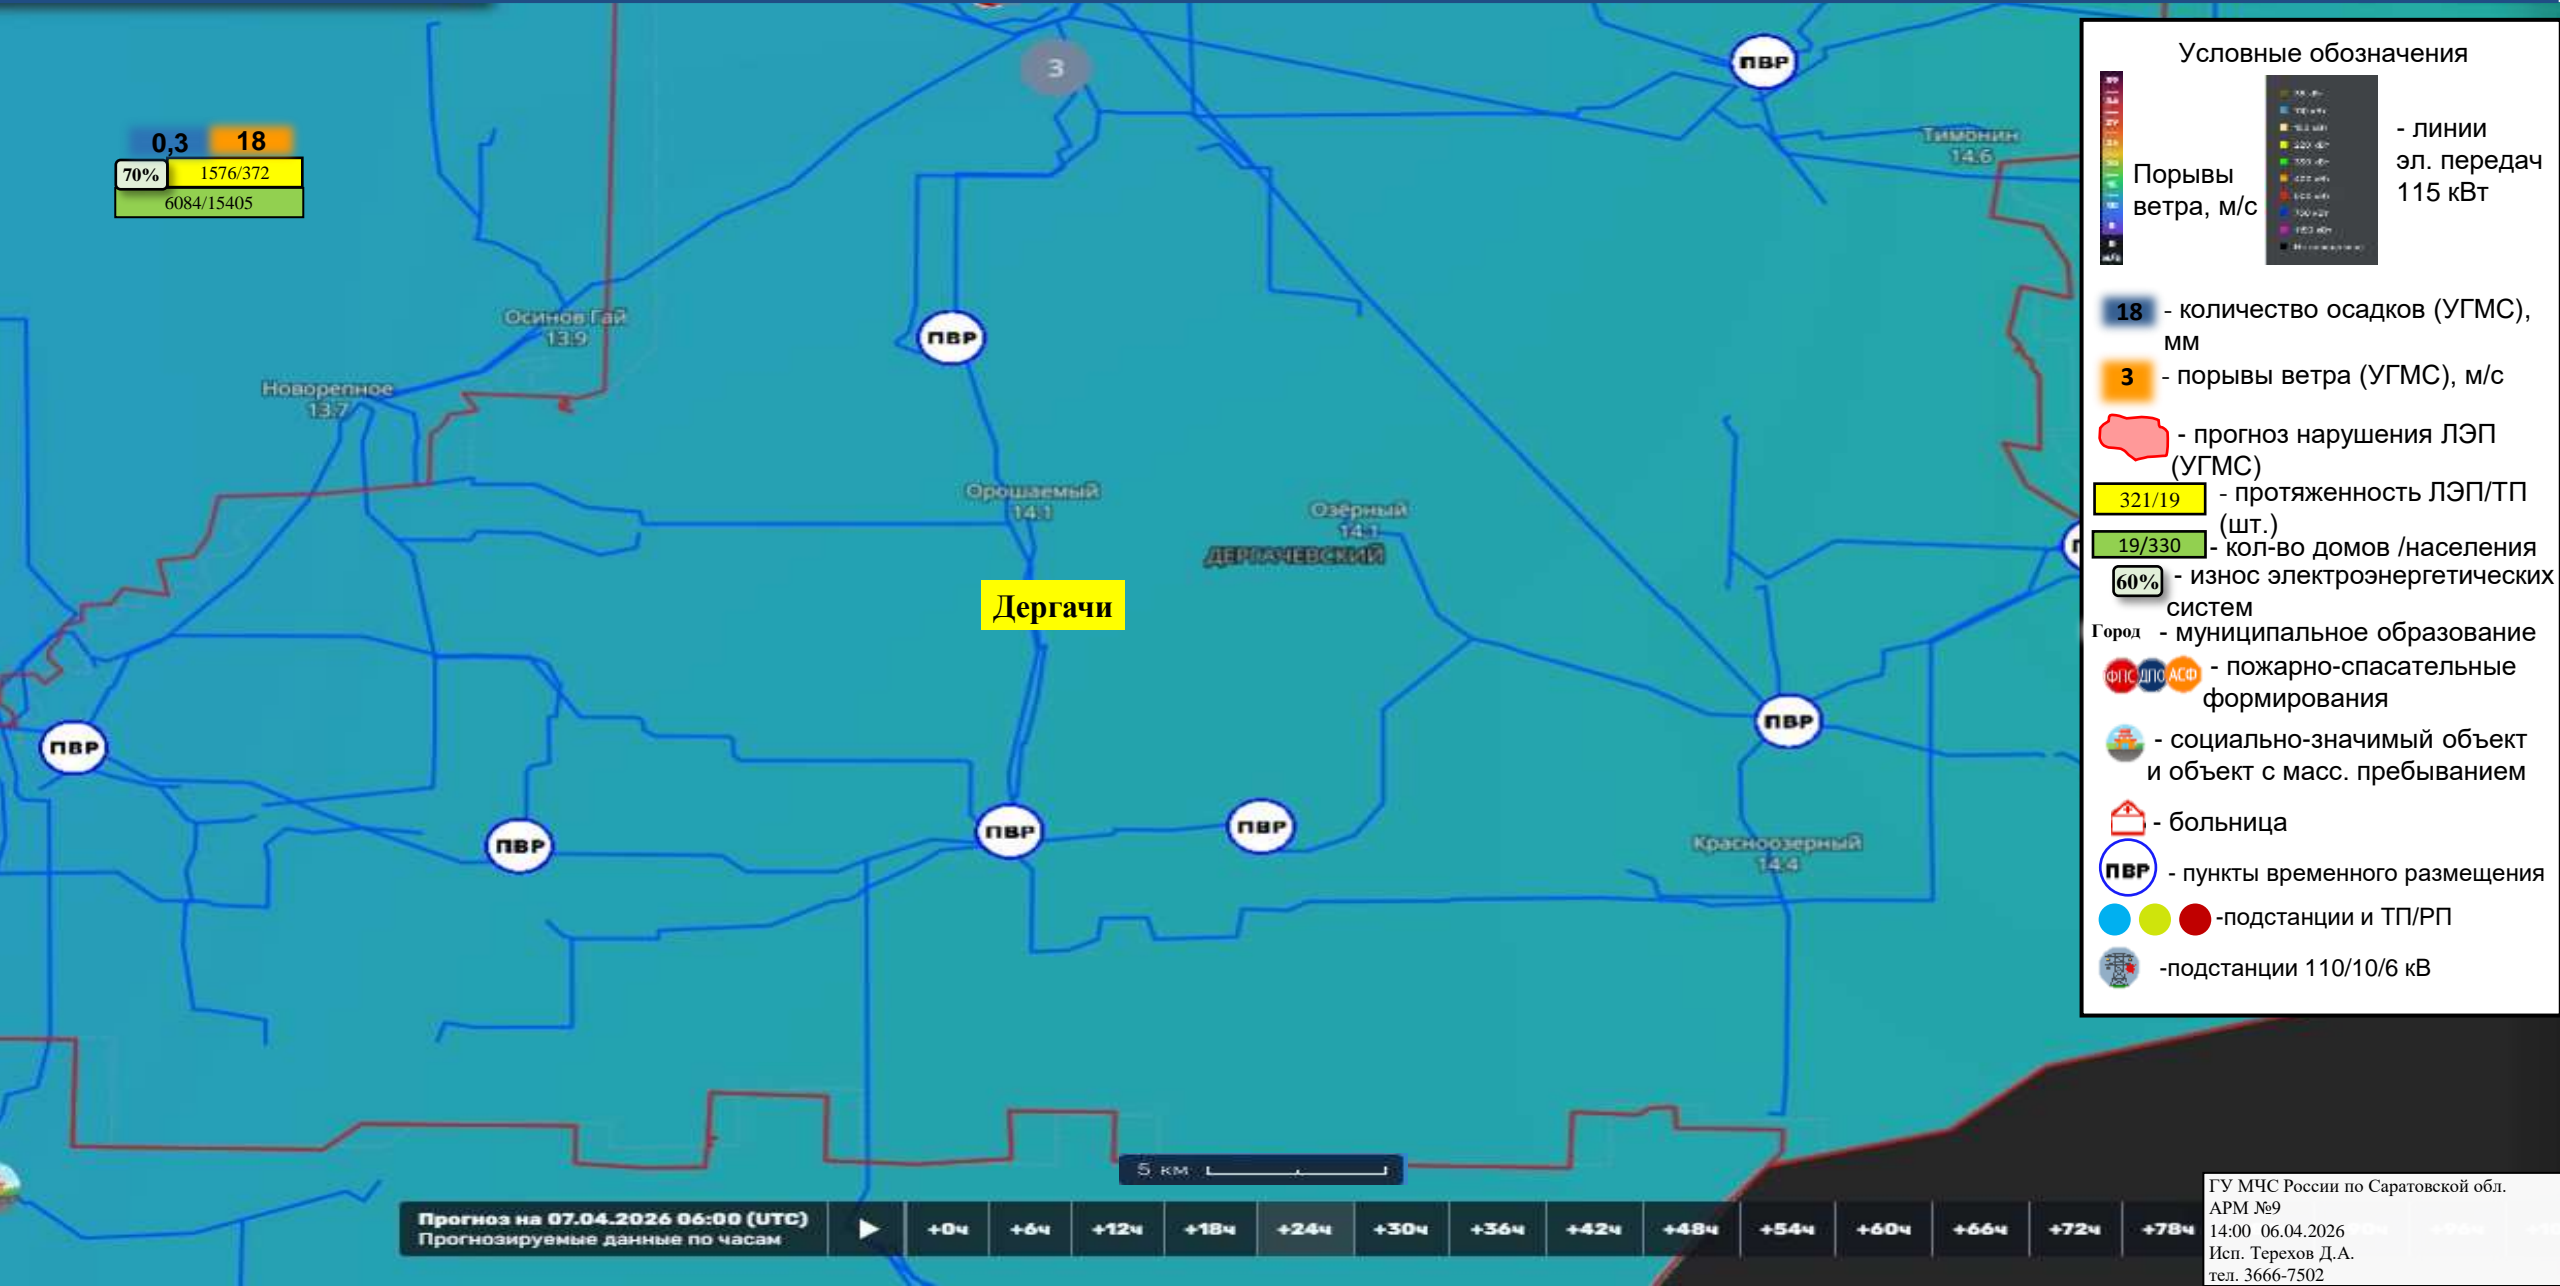 3
ПВР
Тимонин
14.6
0,3 18
70% 1576/372
6084/15405
Осинов Гай
13.9
ПВР
Новорепное
13.7
Орошаемый
14.1
Озёрный
14.1
ДЕРГАЧЕВСКИЙ
Дергачи
ПВР
ПВР
ПВР
ПВР
ПВР
Красноозерный
14.4
5 км
Прогноз на 07.04.2026 06:00 (UTC)
Прогнозируемые данные по часам
+0ч +6ч +12ч +18ч +24ч +30ч +36ч +42ч +48ч +54ч +60ч +66ч +72ч +78ч
Условные обозначения
Порывы
ветра, м/с
- линии
эл. передач
115 кВт
18 - количество осадков (УГМС),
мм
3 - порывы ветра (УГМС), м/с
- прогноз нарушения ЛЭП
(УГМС)
321/19 - протяженность ЛЭП/ТП
(шт.)
19/330 - кол-во домов /населения
60% - износ электроэнергетических
систем
Город - муниципальное образование
ФПС ДПО АСФ - пожарно-спасательные
формирования
- социально-значимый объект
и объект с масс. пребыванием
- больница
ПВР - пункты временного размещения
-подстанции и ТП/РП
-подстанции 110/10/6 кВ
ГУ МЧС России по Саратовской обл.
АРМ №9
14:00 06.04.2026
Исп. Терехов Д.А.
тел. 3666-7502